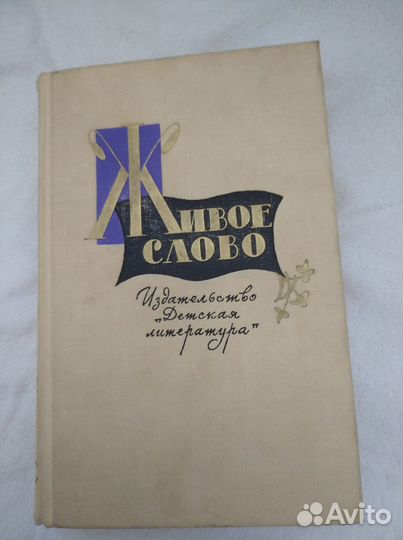 Живое
слово
Издательство
"Детская
литература"
Avito